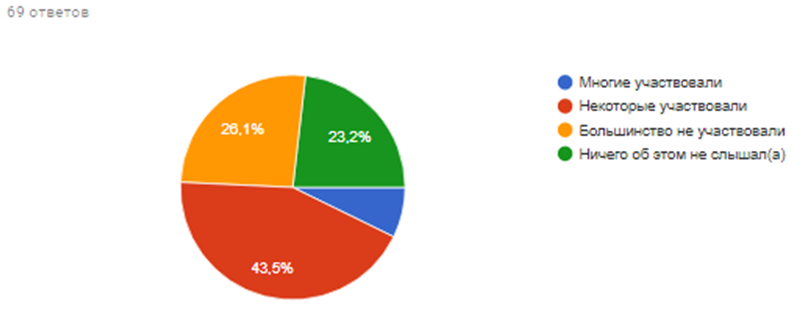 69 ответов
Многие участвовали
Некоторые участвовали
Большинство не участвовали
Ничего об этом не слышал(а)
26,1%
23,2%
43,5%